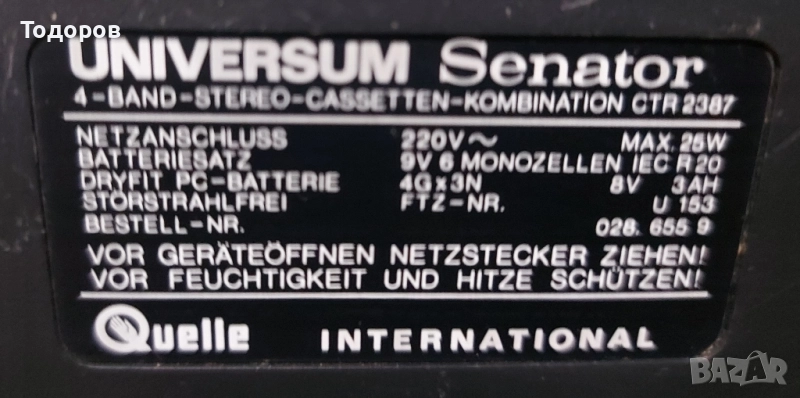 Тодоров
UNIVERSUM Senator
4-BAND-STEREO-CASSETTEN-KOMBINATION CTR 2387
NETZANSCHLUSS 220V~ MAX. 25W
BATTERIESATZ 9V 6 MONOZELLEN IEC R 20
DRYFIT PC-BATTERIE 4G x 3N 8V 3AH
STÖRSTRAHLFREI FTZ-NR. U 153
BESTELL-NR. 028. 655 9
VOR GERÄTEÖFFNEN NETZSTECKER ZIEHEN!
VOR FEUCHTIGKEIT UND HITZE SCHÜTZEN!
Quelle INTERNATIONAL
BAZAR